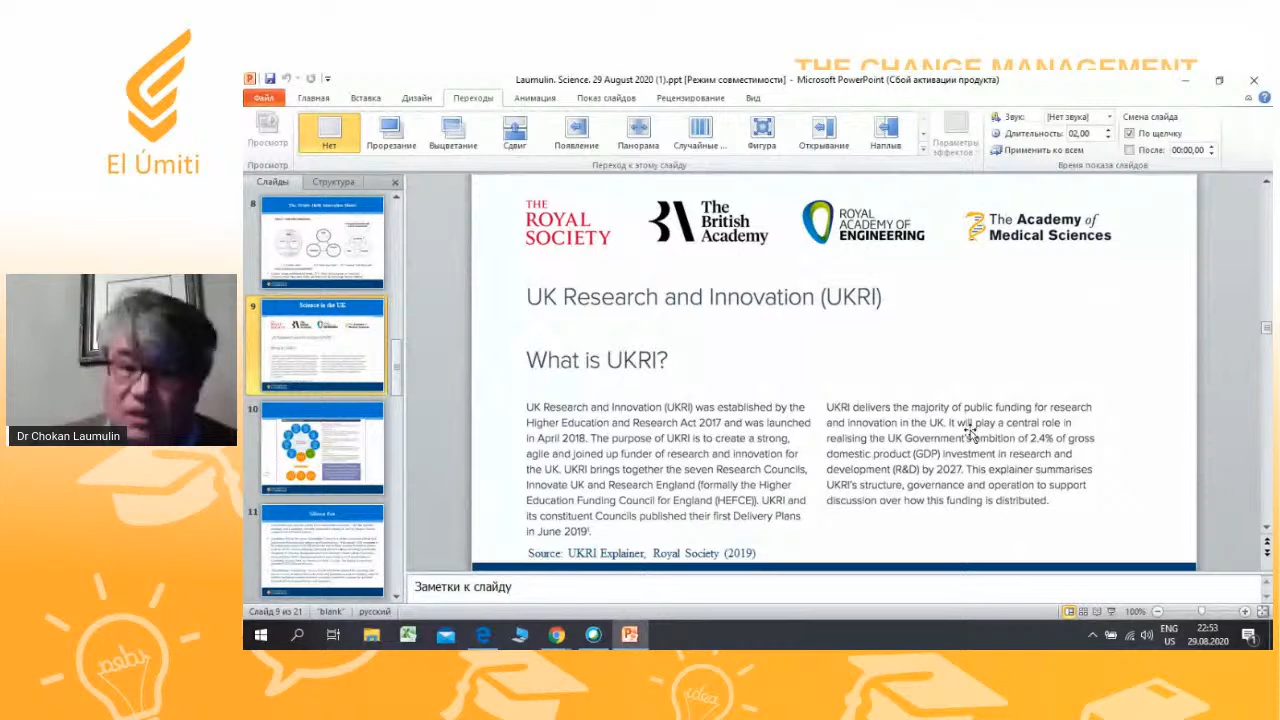 THE CHANGE MANAGEMENT
El Úmiti
Laumulin. Science. 29 August 2020 (1).ppt [Режим совместимости] - Microsoft PowerPoint (Сбой активации продукта)
Файл Главная Вставка Дизайн Переходы Анимация Показ слайдов Рецензирование Вид
Просмотр Нет Прорезание Выцветание Сдвиг Появление Панорама Случайные ... Фигура Открывание Наплыв Параметры эффектов
Звук: [Нет звука] Смена слайда
Длительность: 02,00 По щелчку
Применить ко всем После: 00:00,00
Просмотр Переход к этому слайду Время показа слайдов
Слайды Структура
8
9
Science in the UK
10
11
THE ROYAL SOCIETY
The British Academy
ROYAL ACADEMY OF ENGINEERING
The Academy of Medical Sciences
UK Research and Innovation (UKRI)
What is UKRI?
UK Research and Innovation (UKRI) was established by the
Higher Education and Research Act 2017 and was launched
in April 2018. The purpose of UKRI is to create a strong,
agile and joined up funder of research and innovation for
the UK. UKRI brings together the seven Research Councils,
Innovate UK and Research England (formally the Higher
Education Funding Council for England (HEFCE)). UKRI and
its constituent Councils published their first Delivery Plans
in June 2019¹.
UKRI delivers the majority of public funding for research
and innovation in the UK. It will play a central role in
realising the UK Government's ambition of 2.4% of gross
domestic product (GDP) investment in research and
development (R&D) by 2027. This explainer summarises
UKRI's structure, governance and operation to support
discussion over how this funding is distributed.
Source: UKRI Explainer, Royal Society (2019)
Dr Chokan Laumulin
Заметки к слайду
Слайд 9 из 21 "blank" русский 100%
ENG
US
22:53
29.08.2020
1
idea
idea